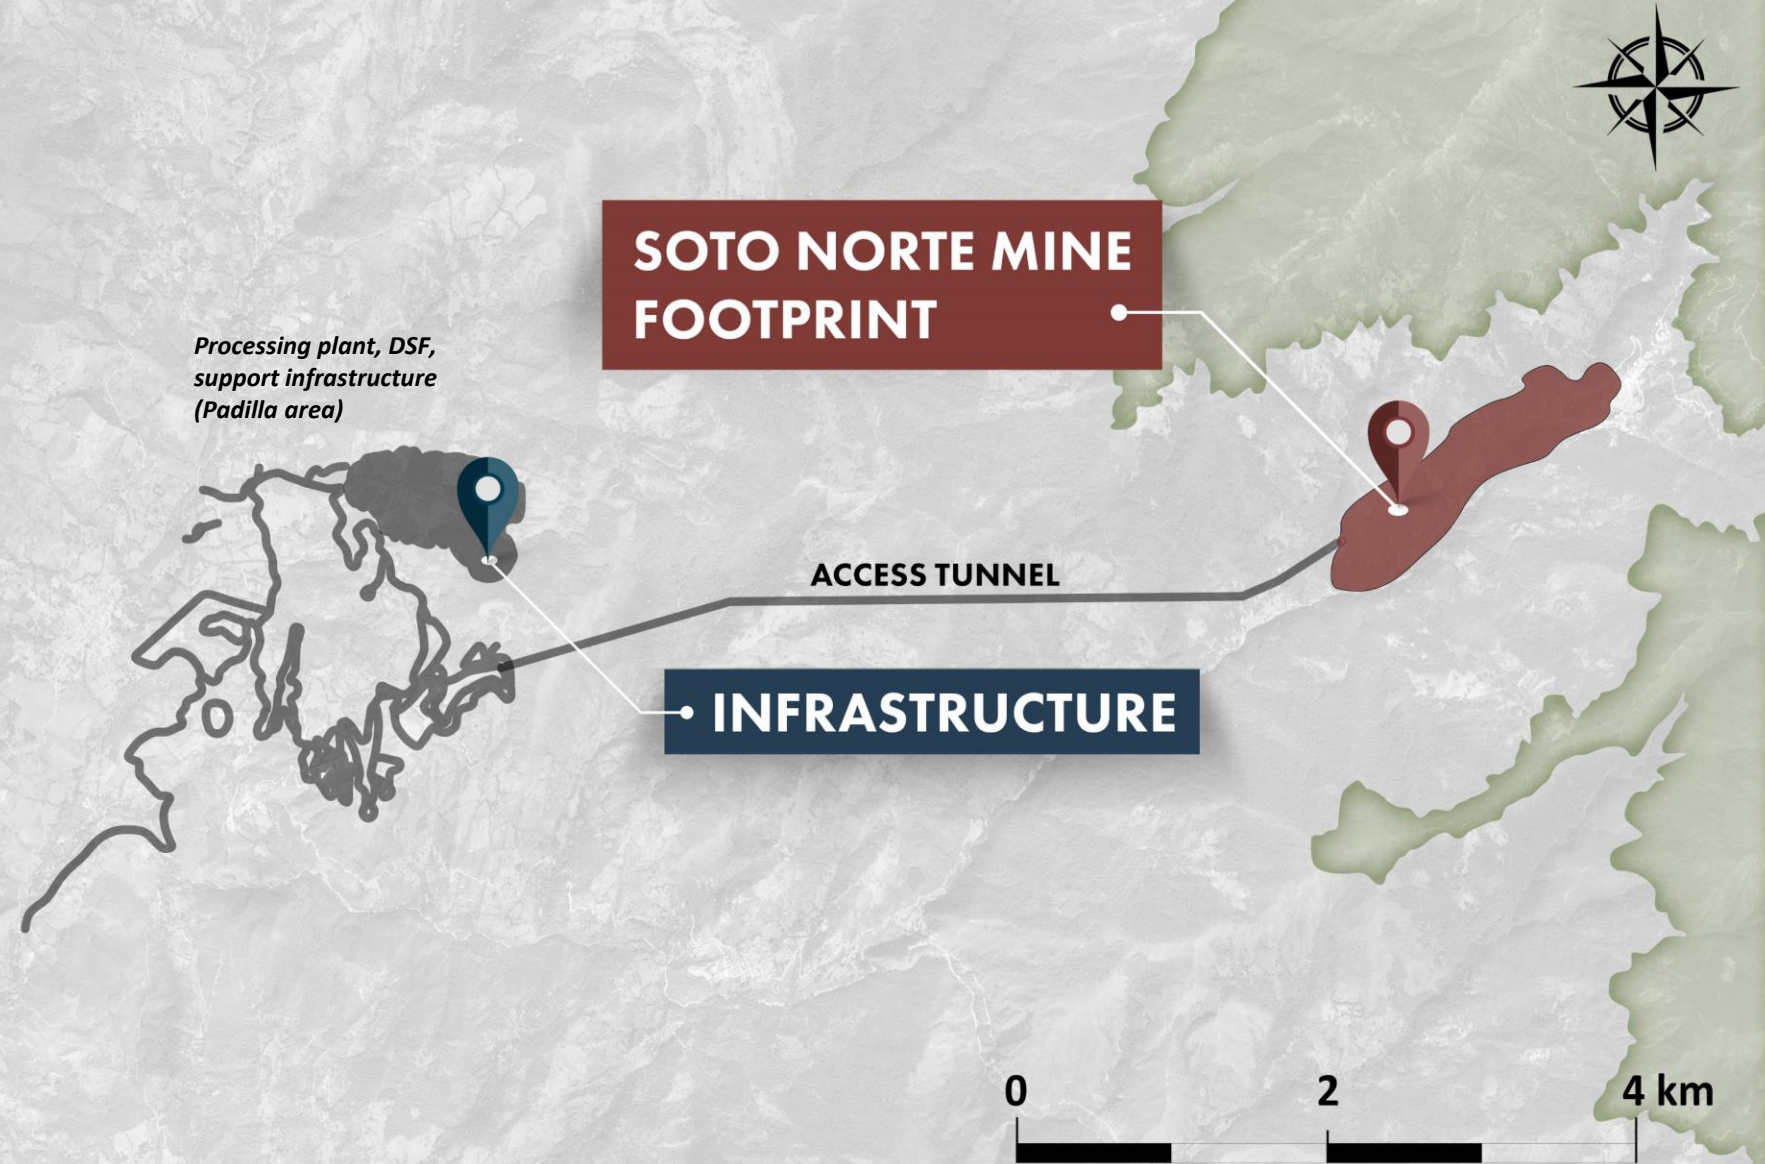 SOTO NORTE MINE
FOOTPRINT
Processing plant, DSF,
support infrastructure
(Padilla area)
ACCESS TUNNEL
INFRASTRUCTURE
0 2 4 km